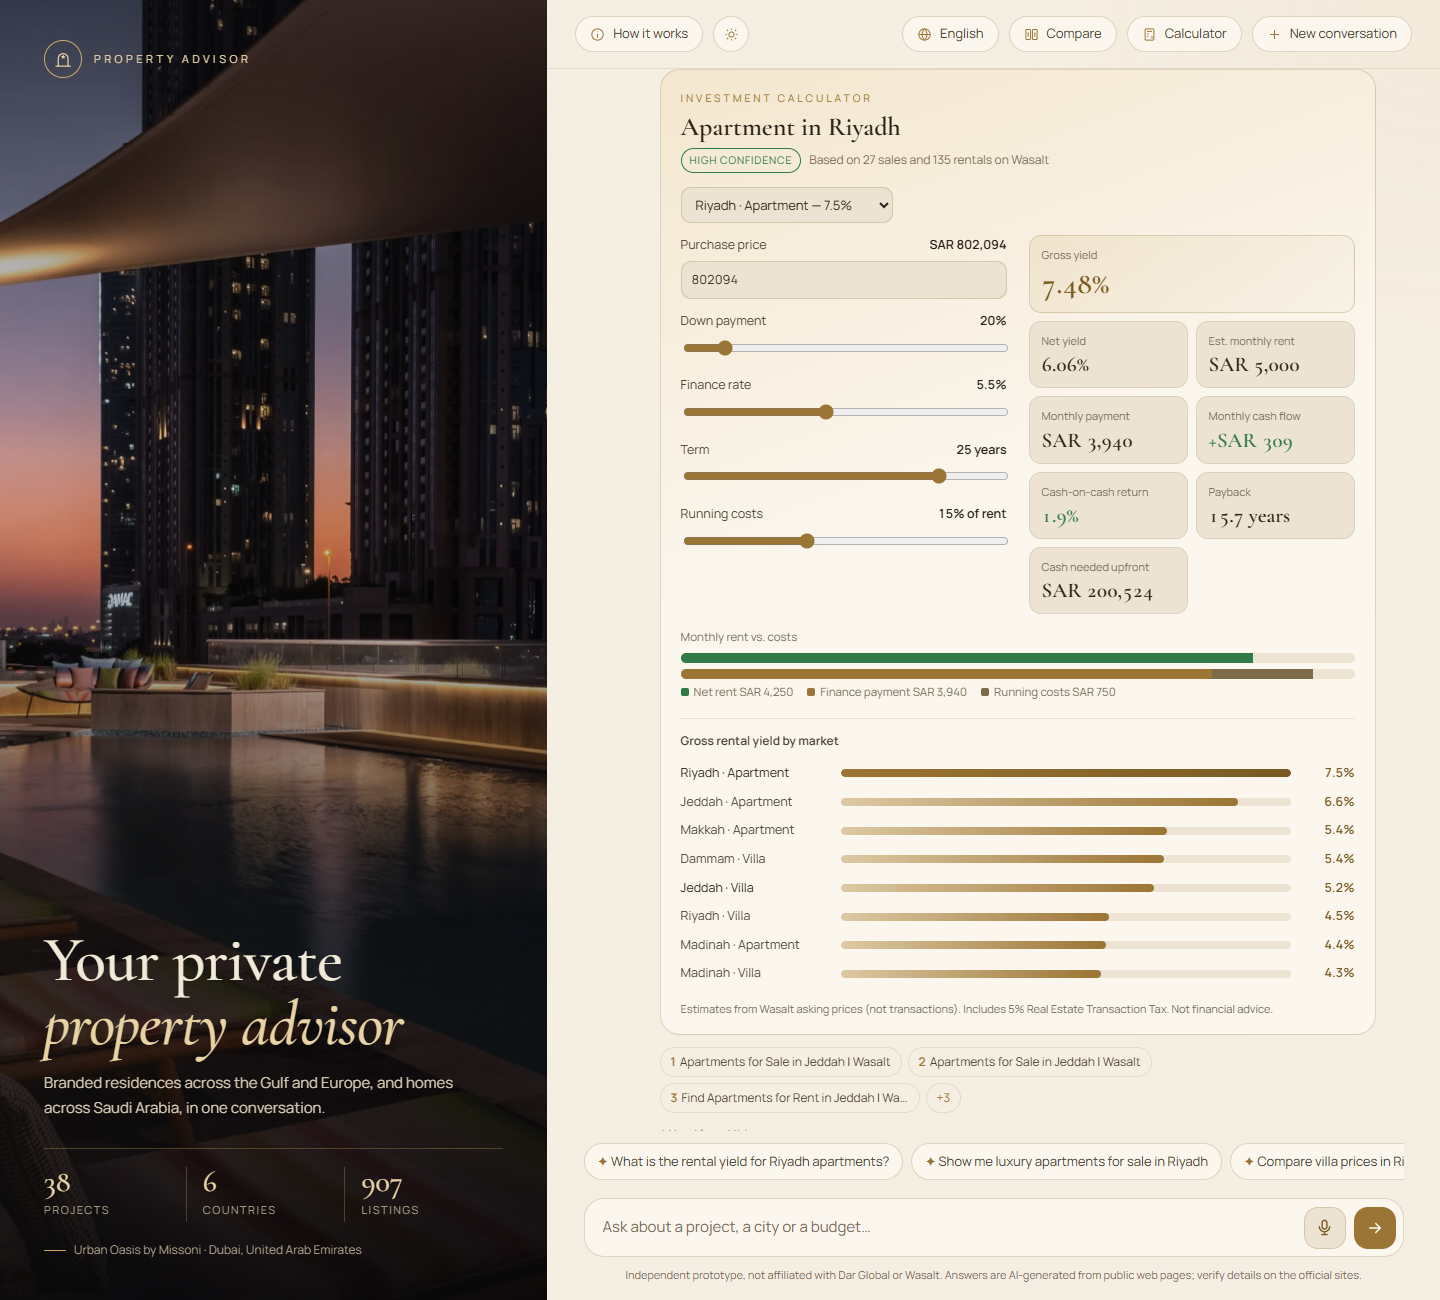 PROPERTY ADVISOR
DAMAC
Your private
property advisor
Branded residences across the Gulf and Europe, and homes
across Saudi Arabia, in one conversation.
38
PROJECTS
6
COUNTRIES
907
LISTINGS
Urban Oasis by Missoni · Dubai, United Arab Emirates
How it works
English
Compare
Calculator
New conversation
INVESTMENT CALCULATOR
Apartment in Riyadh
HIGH CONFIDENCE Based on 27 sales and 135 rentals on Wasalt
Riyadh · Apartment — 7.5%
Purchase price SAR 802,094
802094
Down payment 20%
Finance rate 5.5%
Term 25 years
Running costs 15% of rent
Gross yield
7.48%
Net yield
6.06%
Est. monthly rent
SAR 5,000
Monthly payment
SAR 3,940
Monthly cash flow
+SAR 309
Cash-on-cash return
1.9%
Payback
15.7 years
Cash needed upfront
SAR 200,524
Monthly rent vs. costs
Net rent SAR 4,250 Finance payment SAR 3,940 Running costs SAR 750
Gross rental yield by market
Riyadh · Apartment 7.5%
Jeddah · Apartment 6.6%
Makkah · Apartment 5.4%
Dammam · Villa 5.4%
Jeddah · Villa 5.2%
Riyadh · Villa 4.5%
Madinah · Apartment 4.4%
Madinah · Villa 4.3%
Estimates from Wasalt asking prices (not transactions). Includes 5% Real Estate Transaction Tax. Not financial advice.
1 Apartments for Sale in Jeddah | Wasalt
2 Apartments for Sale in Jeddah | Wasalt
3 Find Apartments for Rent in Jeddah | Wa…
+3
✦ What is the rental yield for Riyadh apartments?
✦ Show me luxury apartments for sale in Riyadh
✦ Compare villa prices in Ri
Ask about a project, a city or a budget…
Independent prototype, not affiliated with Dar Global or Wasalt. Answers are AI-generated from public web pages; verify details on the official sites.